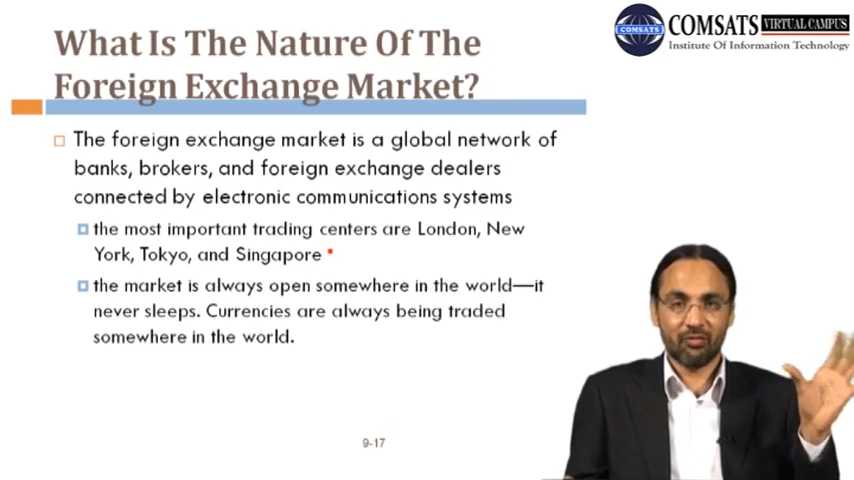 What Is The Nature Of The
Foreign Exchange Market?
COMSATS
COMSATS
VIRTUAL CAMPUS
Institute Of Information Technology
The foreign exchange market is a global network of
banks, brokers, and foreign exchange dealers
connected by electronic communications systems
the most important trading centers are London, New
York, Tokyo, and Singapore
the market is always open somewhere in the world—it
never sleeps. Currencies are always being traded
somewhere in the world.
9-17